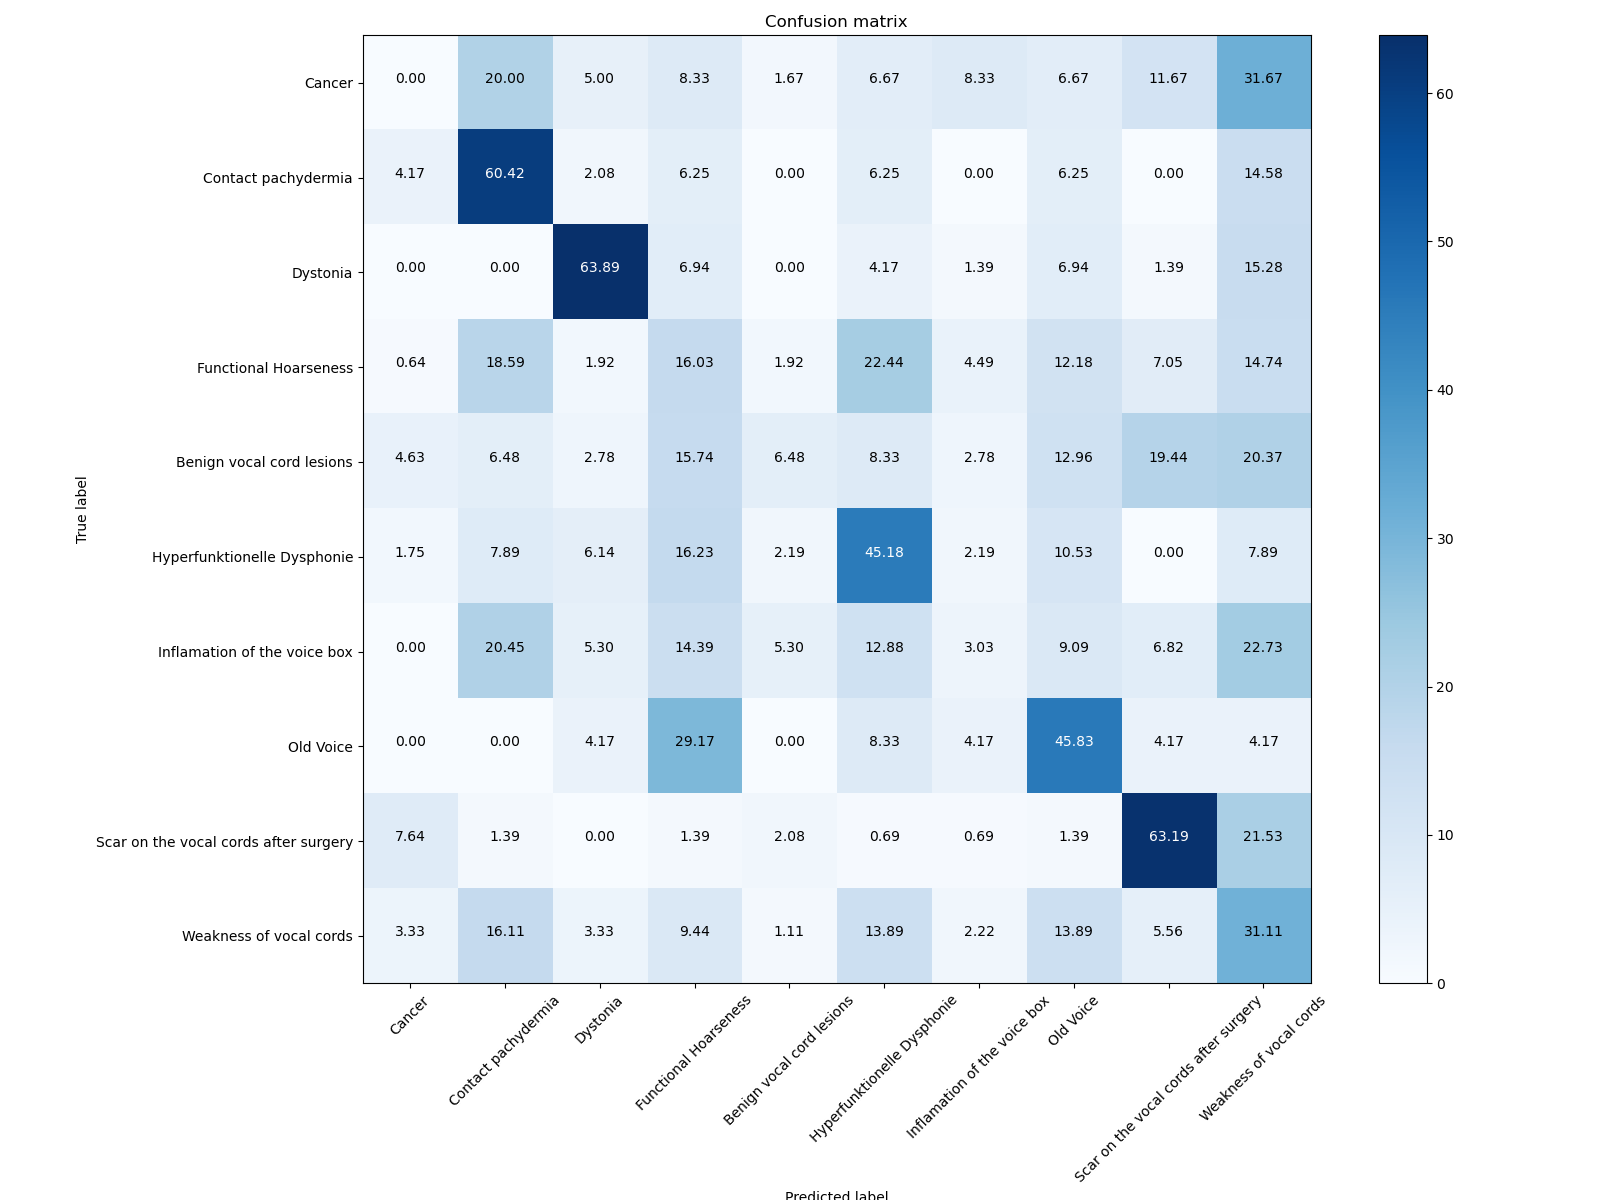 Confusion matrix
Cancer 0.00 20.00 5.00 8.33 1.67 6.67 8.33 6.67 11.67 31.67
Contact pachydermia 4.17 60.42 2.08 6.25 0.00 6.25 0.00 6.25 0.00 14.58
Dystonia 0.00 0.00 63.89 6.94 0.00 4.17 1.39 6.94 1.39 15.28
Functional Hoarseness 0.64 18.59 1.92 16.03 1.92 22.44 4.49 12.18 7.05 14.74
Benign vocal cord lesions 4.63 6.48 2.78 15.74 6.48 8.33 2.78 12.96 19.44 20.37
Hyperfunktionelle Dysphonie 1.75 7.89 6.14 16.23 2.19 45.18 2.19 10.53 0.00 7.89
Inflamation of the voice box 0.00 20.45 5.30 14.39 5.30 12.88 3.03 9.09 6.82 22.73
Old Voice 0.00 0.00 4.17 29.17 0.00 8.33 4.17 45.83 4.17 4.17
Scar on the vocal cords after surgery 7.64 1.39 0.00 1.39 2.08 0.69 0.69 1.39 63.19 21.53
Weakness of vocal cords 3.33 16.11 3.33 9.44 1.11 13.89 2.22 13.89 5.56 31.11
True label
Cancer
Contact pachydermia
Dystonia
Functional Hoarseness
Benign vocal cord lesions
Hyperfunktionelle Dysphonie
Inflamation of the voice box
Old Voice
Scar on the vocal cords after surgery
Weakness of vocal cords
Predicted label
60
50
40
30
20
10
0